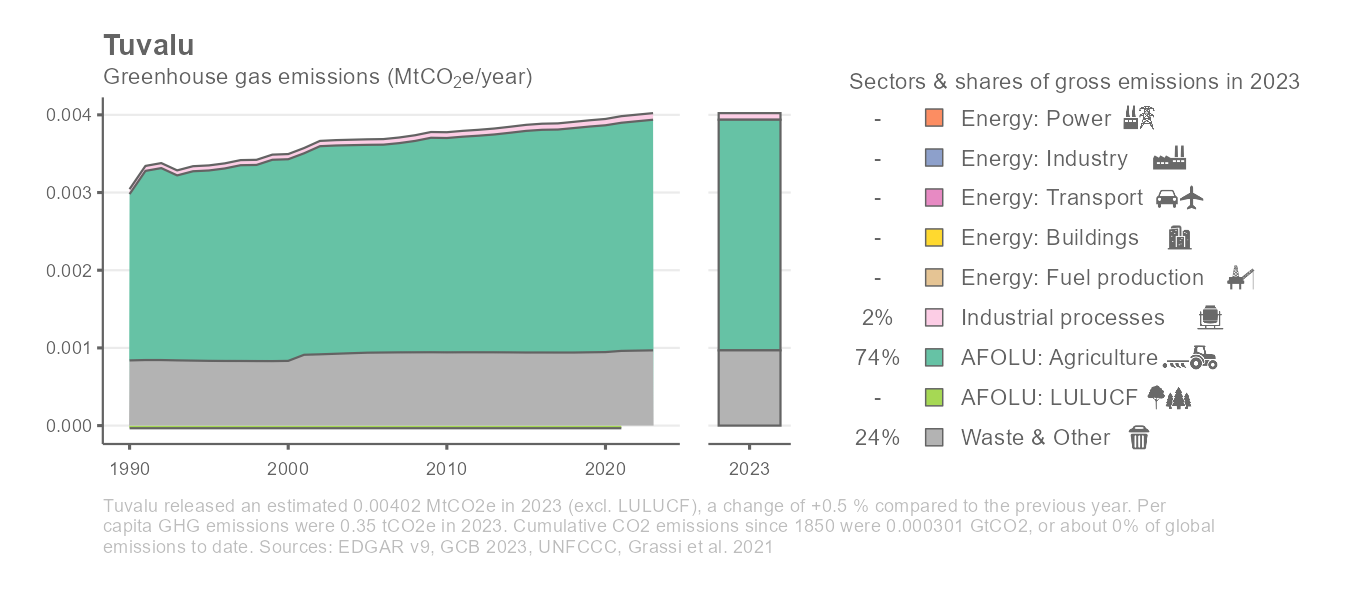 Tuvalu
Greenhouse gas emissions (MtCO₂e/year)
0.004
0.003
0.002
0.001
0.000
1990
2000
2010
2020
2023
Sectors & shares of gross emissions in 2023
- Energy: Power
- Energy: Industry
- Energy: Transport
- Energy: Buildings
- Energy: Fuel production
2% Industrial processes
74% AFOLU: Agriculture
- AFOLU: LULUCF
24% Waste & Other
Tuvalu released an estimated 0.00402 MtCO2e in 2023 (excl. LULUCF), a change of +0.5 % compared to the previous year. Per
capita GHG emissions were 0.35 tCO2e in 2023. Cumulative CO2 emissions since 1850 were 0.000301 GtCO2, or about 0% of global
emissions to date. Sources: EDGAR v9, GCB 2023, UNFCCC, Grassi et al. 2021